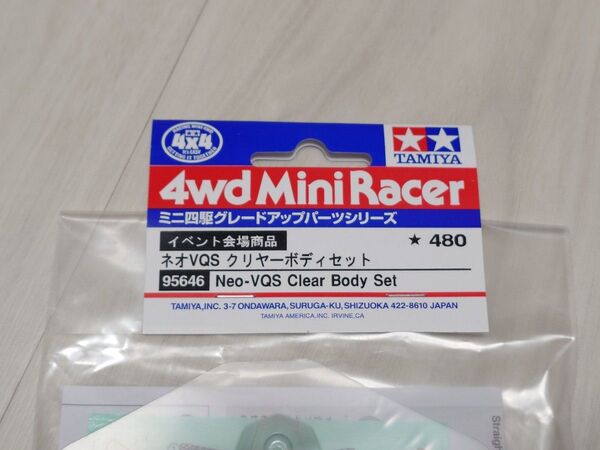 4x4
TAMIYA
4wd Mini Racer
ミニ四駆グレードアップパーツシリーズ
イベント会場商品
★ 480
ネオVQS クリヤーボディセット
95646 Neo-VQS Clear Body Set
TAMIYA,INC. 3-7 ONDAWARA, SURUGA-KU, SHIZUOKA 422-8610 JAPAN
TAMIYA AMERICA,INC. IRVINE,CA